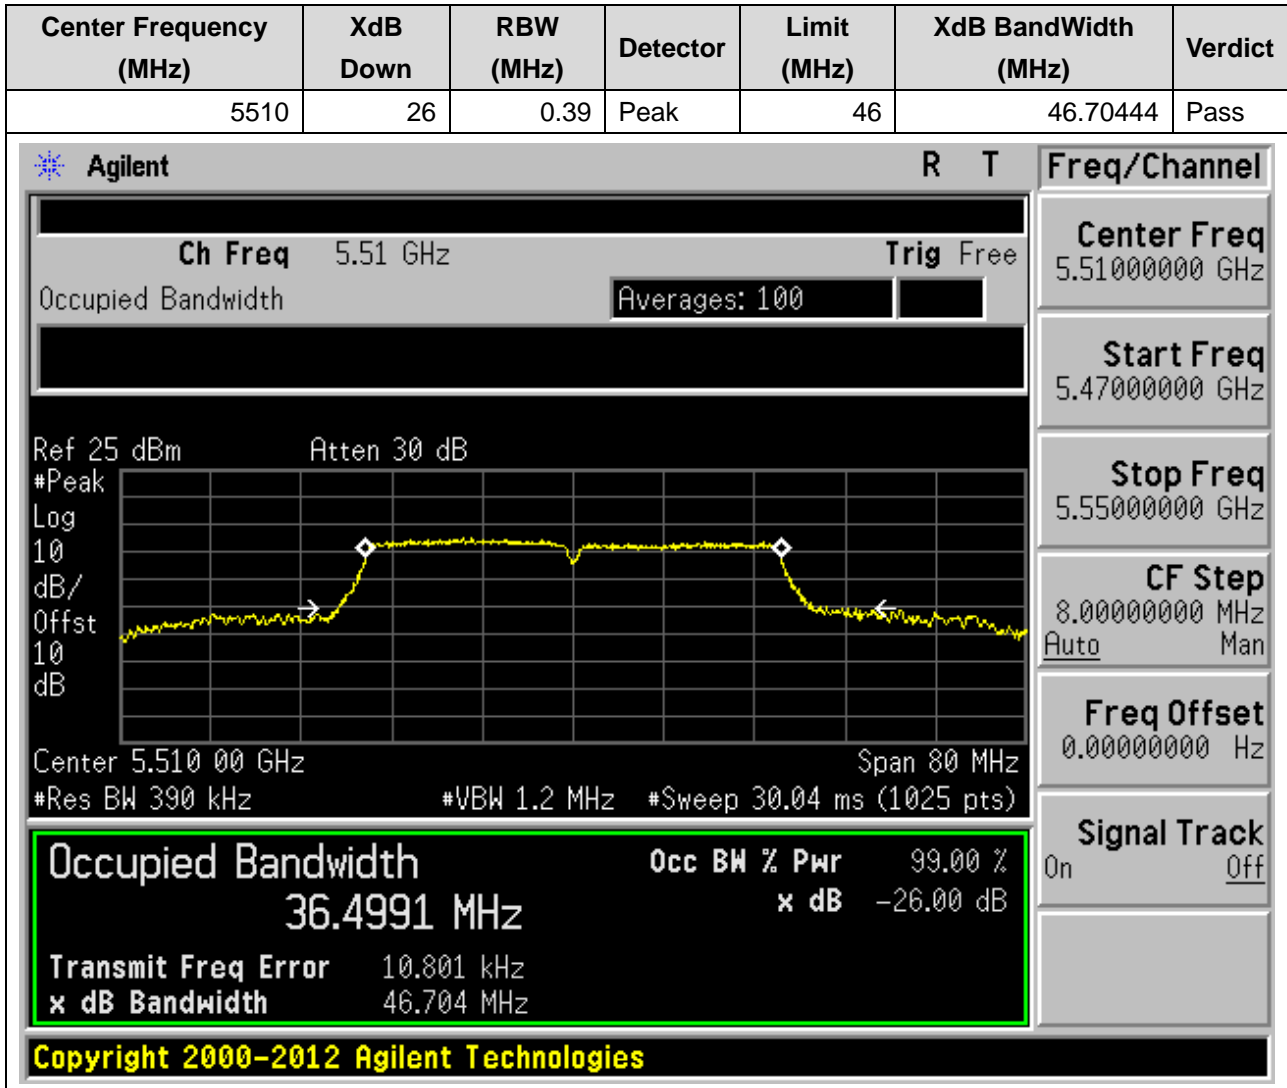 Center Frequency (MHz) XdB Down RBW (MHz) Detector Limit (MHz) XdB BandWidth (MHz) Verdict
5510 26 0.39 Peak 46 46.70444 Pass
Agilent R T Freq/Channel
Ch Freq 5.51 GHz Trig Free
Occupied Bandwidth Averages: 100
Center Freq
5.51000000 GHz
Start Freq
5.47000000 GHz
Stop Freq
5.55000000 GHz
CF Step
8.00000000 MHz
Auto Man
Freq Offset
0.00000000 Hz
Signal Track
On Off
Ref 25 dBm Atten 30 dB
#Peak
Log
10
dB/
Offst
10
dB
Center 5.510 00 GHz Span 80 MHz
#Res BW 390 kHz #VBW 1.2 MHz #Sweep 30.04 ms (1025 pts)
Occupied Bandwidth Occ BW % Pwr 99.00 %
36.4991 MHz x dB -26.00 dB
Transmit Freq Error 10.801 kHz
x dB Bandwidth 46.704 MHz
Copyright 2000-2012 Agilent Technologies